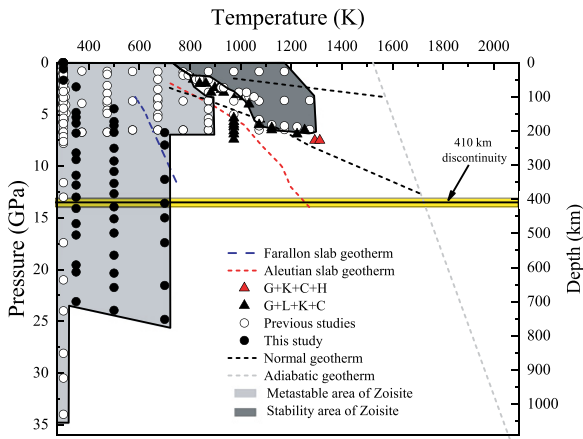 Temperature (K)
400 600 800 1000 1200 1400 1600 1800 2000
0 0
5 100
10 200
15 300
20 400
25 500
30 600
35 700
800
900
1000
Pressure (GPa)
Depth (km)
410 km
discontinuity
Farallon slab geotherm
Aleutian slab geotherm
G+K+C+H
G+L+K+C
Previous studies
This study
Normal geotherm
Adiabatic geotherm
Metastable area of Zoisite
Stability area of Zoisite